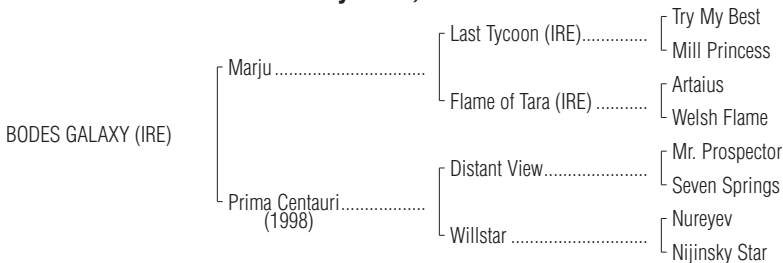 Try My Best
Last Tycoon (IRE)..............
Mill Princess
Marju................................
Artaius
Flame of Tara (IRE) ...........
Welsh Flame
BODES GALAXY (IRE)
Mr. Prospector
Distant View......................
Seven Springs
Prima Centauri..................
(1998)
Nureyev
Willstar .............................
Nijinsky Star